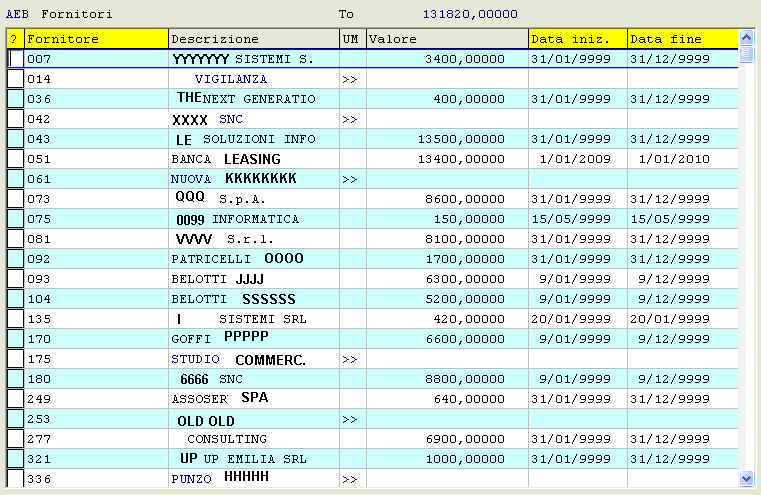 AEB Fornitori To 131820,00000
? Fornitore Descrizione UM Valore Data iniz. Data fine
007 YYYYYYY SISTEMI S. 3400,00000 31/01/9999 31/12/9999
014 VIGILANZA >>
036 THE NEXT GENERATIO 400,00000 31/01/9999 31/12/9999
042 XXXX SNC >>
043 LE SOLUZIONI INFO 13500,00000 31/01/9999 31/12/9999
051 BANCA LEASING 13400,00000 1/01/2009 1/01/2010
061 NUOVA KKKKKKKK >>
073 QQQ S.p.A. 8600,00000 31/01/9999 31/12/9999
075 0099 INFORMATICA 150,00000 15/05/9999 15/05/9999
081 VVVV S.r.l. 8100,00000 31/01/9999 31/12/9999
092 PATRICELLI OOOO 1700,00000 31/01/9999 31/12/9999
093 BELOTTI JJJJ 6300,00000 9/01/9999 9/12/9999
104 BELOTTI SSSSSS 5200,00000 9/01/9999 9/12/9999
135 I SISTEMI SRL 420,00000 20/01/9999 20/01/9999
170 GOFFI PPPPP 6600,00000 9/01/9999 9/12/9999
175 STUDIO COMMERC. >>
180 6666 SNC 8800,00000 9/01/9999 9/12/9999
249 ASSOSER SPA 640,00000 31/01/9999 31/12/9999
253 OLD OLD >>
277 CONSULTING 6900,00000 31/01/9999 31/12/9999
321 UP UP EMILIA SRL 1000,00000 31/01/9999 31/12/9999
336 PUNZO HHHHH >>